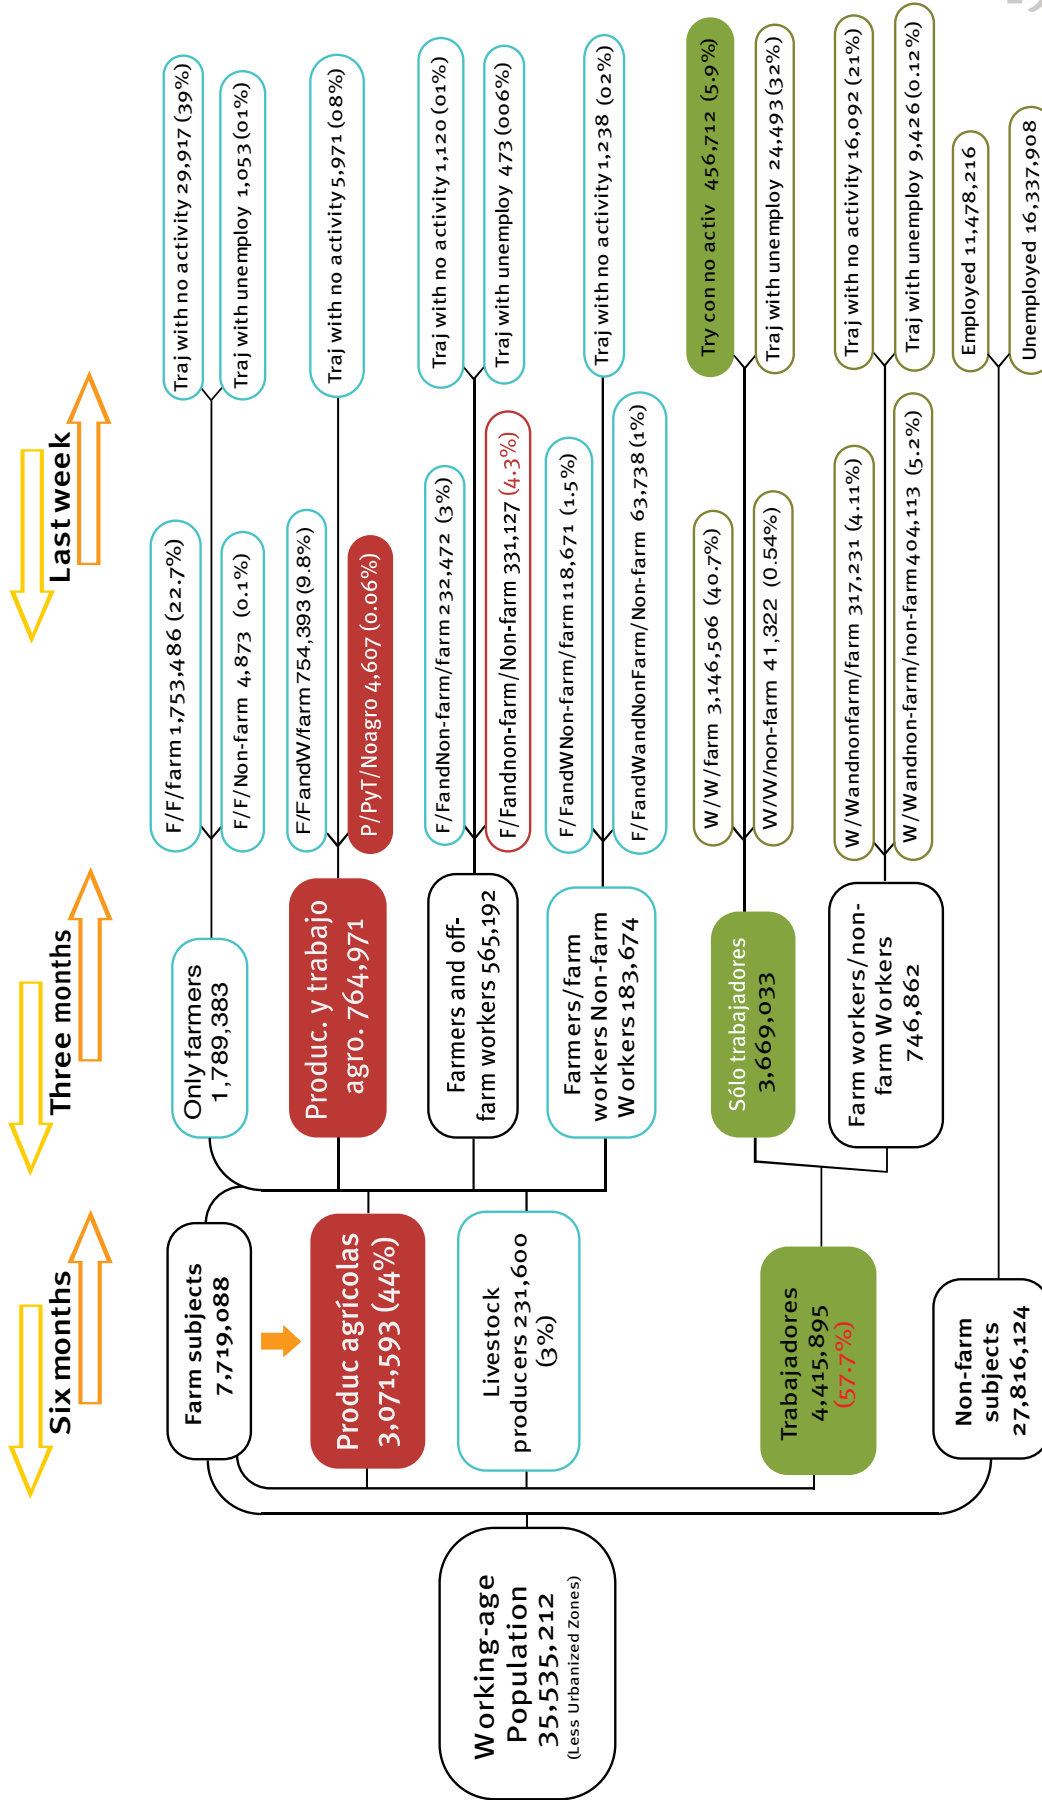 Six months
Three months
Last week
Working-age
Population
35,535,212
(Less Urbanized Zones)
Farm subjects
7,719,088
Produc agrícolas
3,071,593 (44%)
Livestock
producers 231,600
(3%)
Trabajadores
4,415,895
(57.7%)
Non-farm
subjects
27,816,124
Only farmers
1,789,383
Produc. y trabajo
agro. 764,971
Farmers and off-
farm workers 565,192
Farmers/farm
workers Non-farm
Workers 183,674
Sólo trabajadores
3,669,033
Farm workers/non-
farm Workers
746,862
F/F/farm 1,753,486 (22.7%)
F/F/Non-farm 4,873 (0.1%)
F/FandW/farm 754,393 (9.8%)
P/PyT/Noagro 4,607 (0.06%)
F/FandNon-farm/farm 232,472 (3%)
F/Fandnon-farm/Non-farm 331,127 (4.3%)
F/FandWNon-farm/farm 118,671 (1.5%)
F/FandWandNonFarm/Non-farm 63,738 (1%)
W/W/farm 3,146,506 (40.7%)
W/W/non-farm 41,322 (0.54%)
W/Wandnonfarm/farm 317,231 (4.11%)
W/Wandnon-farm/non-farm 404,113 (5.2%)
Traj with no activity 29,917 (39%)
Traj with unemploy 1,053 (01%)
Traj with no activity 5,971 (08%)
Traj with no activity 1,120 (01%)
Traj with unemploy 473 (006%)
Traj with no activity 1,238 (02%)
Try con no activ 456,712 (5.9%)
Traj with unemploy 24,493 (32%)
Traj with no activity 16,092 (21%)
Traj with unemploy 9,426 (0.12%)
Employed 11,478,216
Unemployed 16,337,908